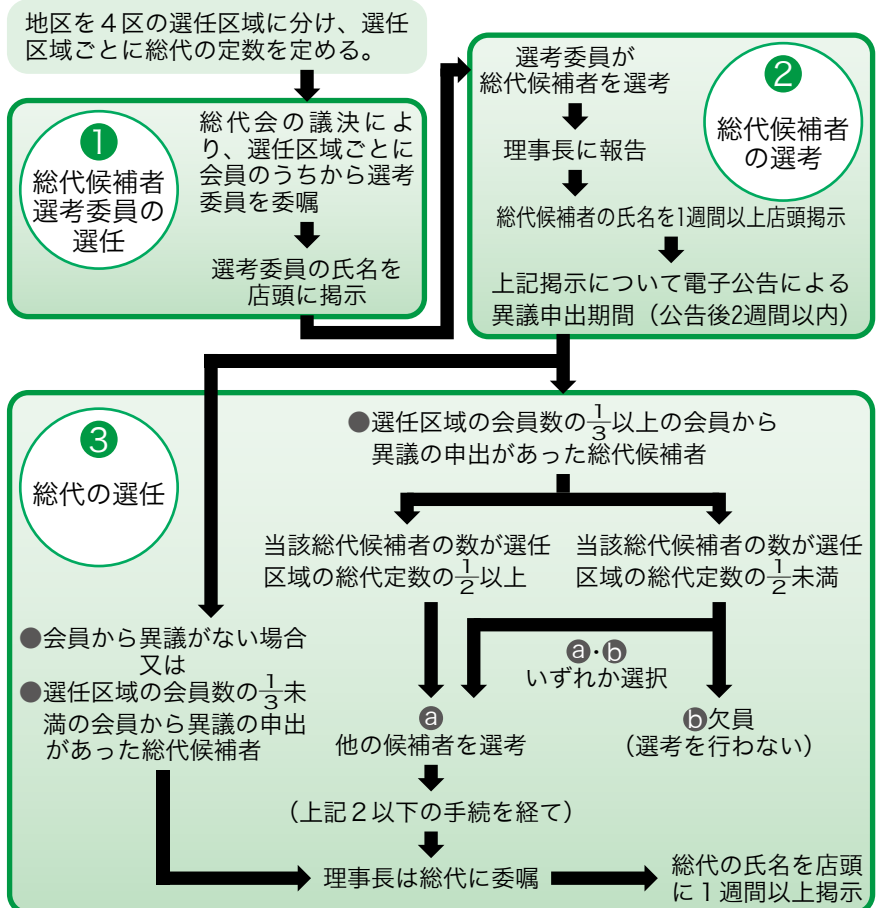 地区を４区の選任区域に分け、選任
区域ごとに総代の定数を定める。
1
総代候補者
選考委員の
選任
総代会の議決によ
り、選任区域ごとに
会員のうちから選考
委員を委嘱
選考委員の氏名を
店頭に掲示
2
総代候補者
の選考
選考委員が
総代候補者を選考
理事長に報告
総代候補者の氏名を1週間以上店頭掲示
上記掲示について電子公告による
異議申出期間（公告後2週間以内）
3
総代の選任
●選任区域の会員数の1/3以上の会員から
異議の申出があった総代候補者
当該総代候補者の数が選任
区域の総代定数の1/2以上
当該総代候補者の数が選任
区域の総代定数の1/2未満
●会員から異議がない場合
又は
●選任区域の会員数の1/3未
満の会員から異議の申出
があった総代候補者
ⓐ・ⓑ
いずれか選択
ⓐ
他の候補者を選考
ⓑ欠員
（選考を行わない）
（上記２以下の手続を経て）
理事長は総代に委嘱
総代の氏名を店頭
に１週間以上掲示